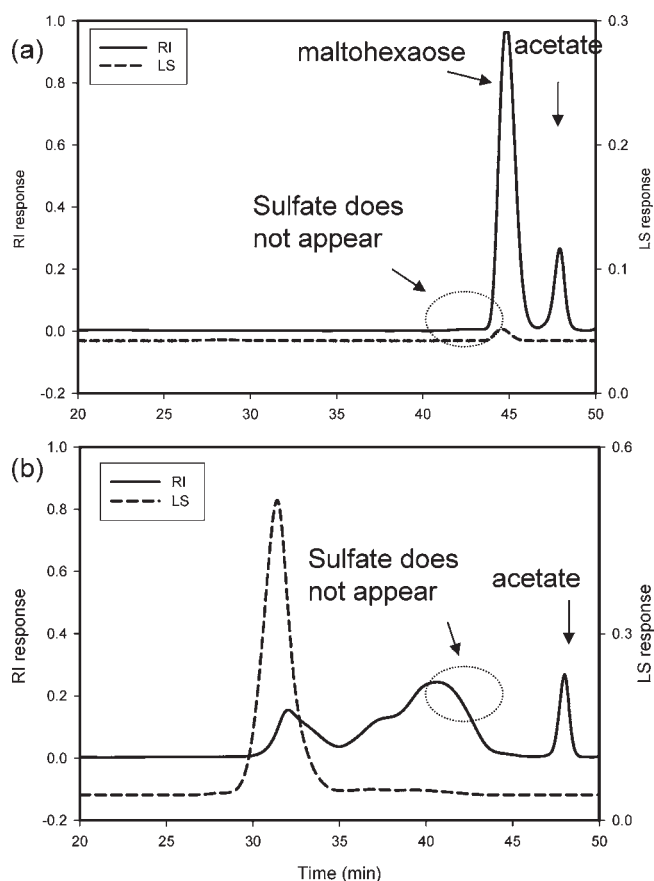 (a)
RI
LS
maltohexaose
acetate
Sulfate does
not appear
RI response
LS response
1.0
0.8
0.6
0.4
0.2
0.0
-0.2
0.3
0.2
0.1
0.0
20 25 30 35 40 45 50
(b)
RI
LS
Sulfate does
not appear
acetate
RI response
LS response
1.0
0.8
0.6
0.4
0.2
0.0
-0.2
0.6
0.3
0.0
20 25 30 35 40 45 50
Time (min)